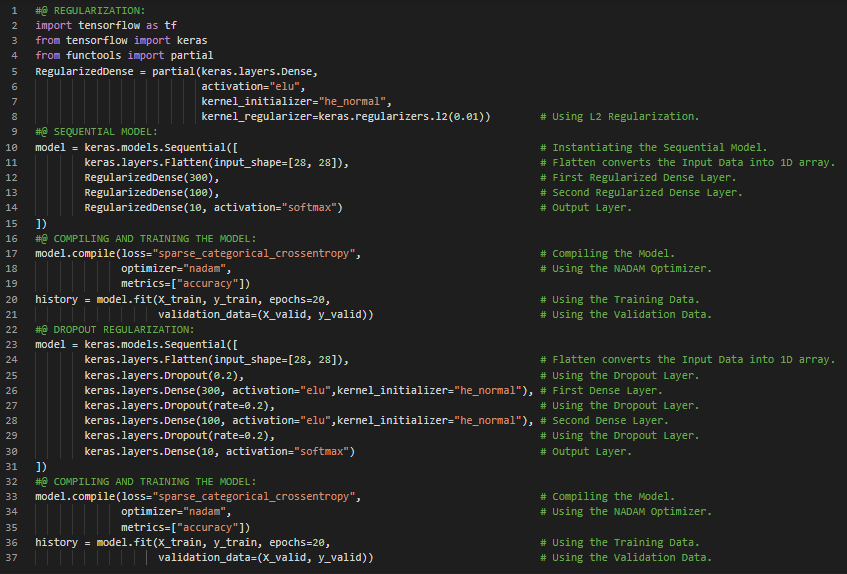 1 #@ REGULARIZATION:
2 import tensorflow as tf
3 from tensorflow import keras
4 from functools import partial
5 RegularizedDense = partial(keras.layers.Dense,
6 activation="elu",
7 kernel_initializer="he_normal",
8 kernel_regularizer=keras.regularizers.l2(0.01)) # Using L2 Regularization.
9 #@ SEQUENTIAL MODEL:
10 model = keras.models.Sequential([ # Instantiating the Sequential Model.
11 keras.layers.Flatten(input_shape=[28, 28]), # Flatten converts the Input Data into 1D array.
12 RegularizedDense(300), # First Regularized Dense Layer.
13 RegularizedDense(100), # Second Regularized Dense Layer.
14 RegularizedDense(10, activation="softmax") # Output Layer.
15 ])
16 #@ COMPILING AND TRAINING THE MODEL:
17 model.compile(loss="sparse_categorical_crossentropy", # Compiling the Model.
18 optimizer="nadam", # Using the NADAM Optimizer.
19 metrics=["accuracy"])
20 history = model.fit(X_train, y_train, epochs=20, # Using the Training Data.
21 validation_data=(X_valid, y_valid)) # Using the Validation Data.
22 #@ DROPOUT REGULARIZATION:
23 model = keras.models.Sequential([
24 keras.layers.Flatten(input_shape=[28, 28]), # Flatten converts the Input Data into 1D array.
25 keras.layers.Dropout(0.2), # Using the Dropout Layer.
26 keras.layers.Dense(300, activation="elu",kernel_initializer="he_normal"), # First Dense Layer.
27 keras.layers.Dropout(rate=0.2), # Using the Dropout Layer.
28 keras.layers.Dense(100, activation="elu",kernel_initializer="he_normal"), # Second Dense Layer.
29 keras.layers.Dropout(rate=0.2), # Using the Dropout Layer.
30 keras.layers.Dense(10, activation="softmax") # Output Layer.
31 ])
32 #@ COMPILING AND TRAINING THE MODEL:
33 model.compile(loss="sparse_categorical_crossentropy", # Compiling the Model.
34 optimizer="nadam", # Using the NADAM Optimizer.
35 metrics=["accuracy"])
36 history = model.fit(X_train, y_train, epochs=20, # Using the Training Data.
37 validation_data=(X_valid, y_valid)) # Using the Validation Data.